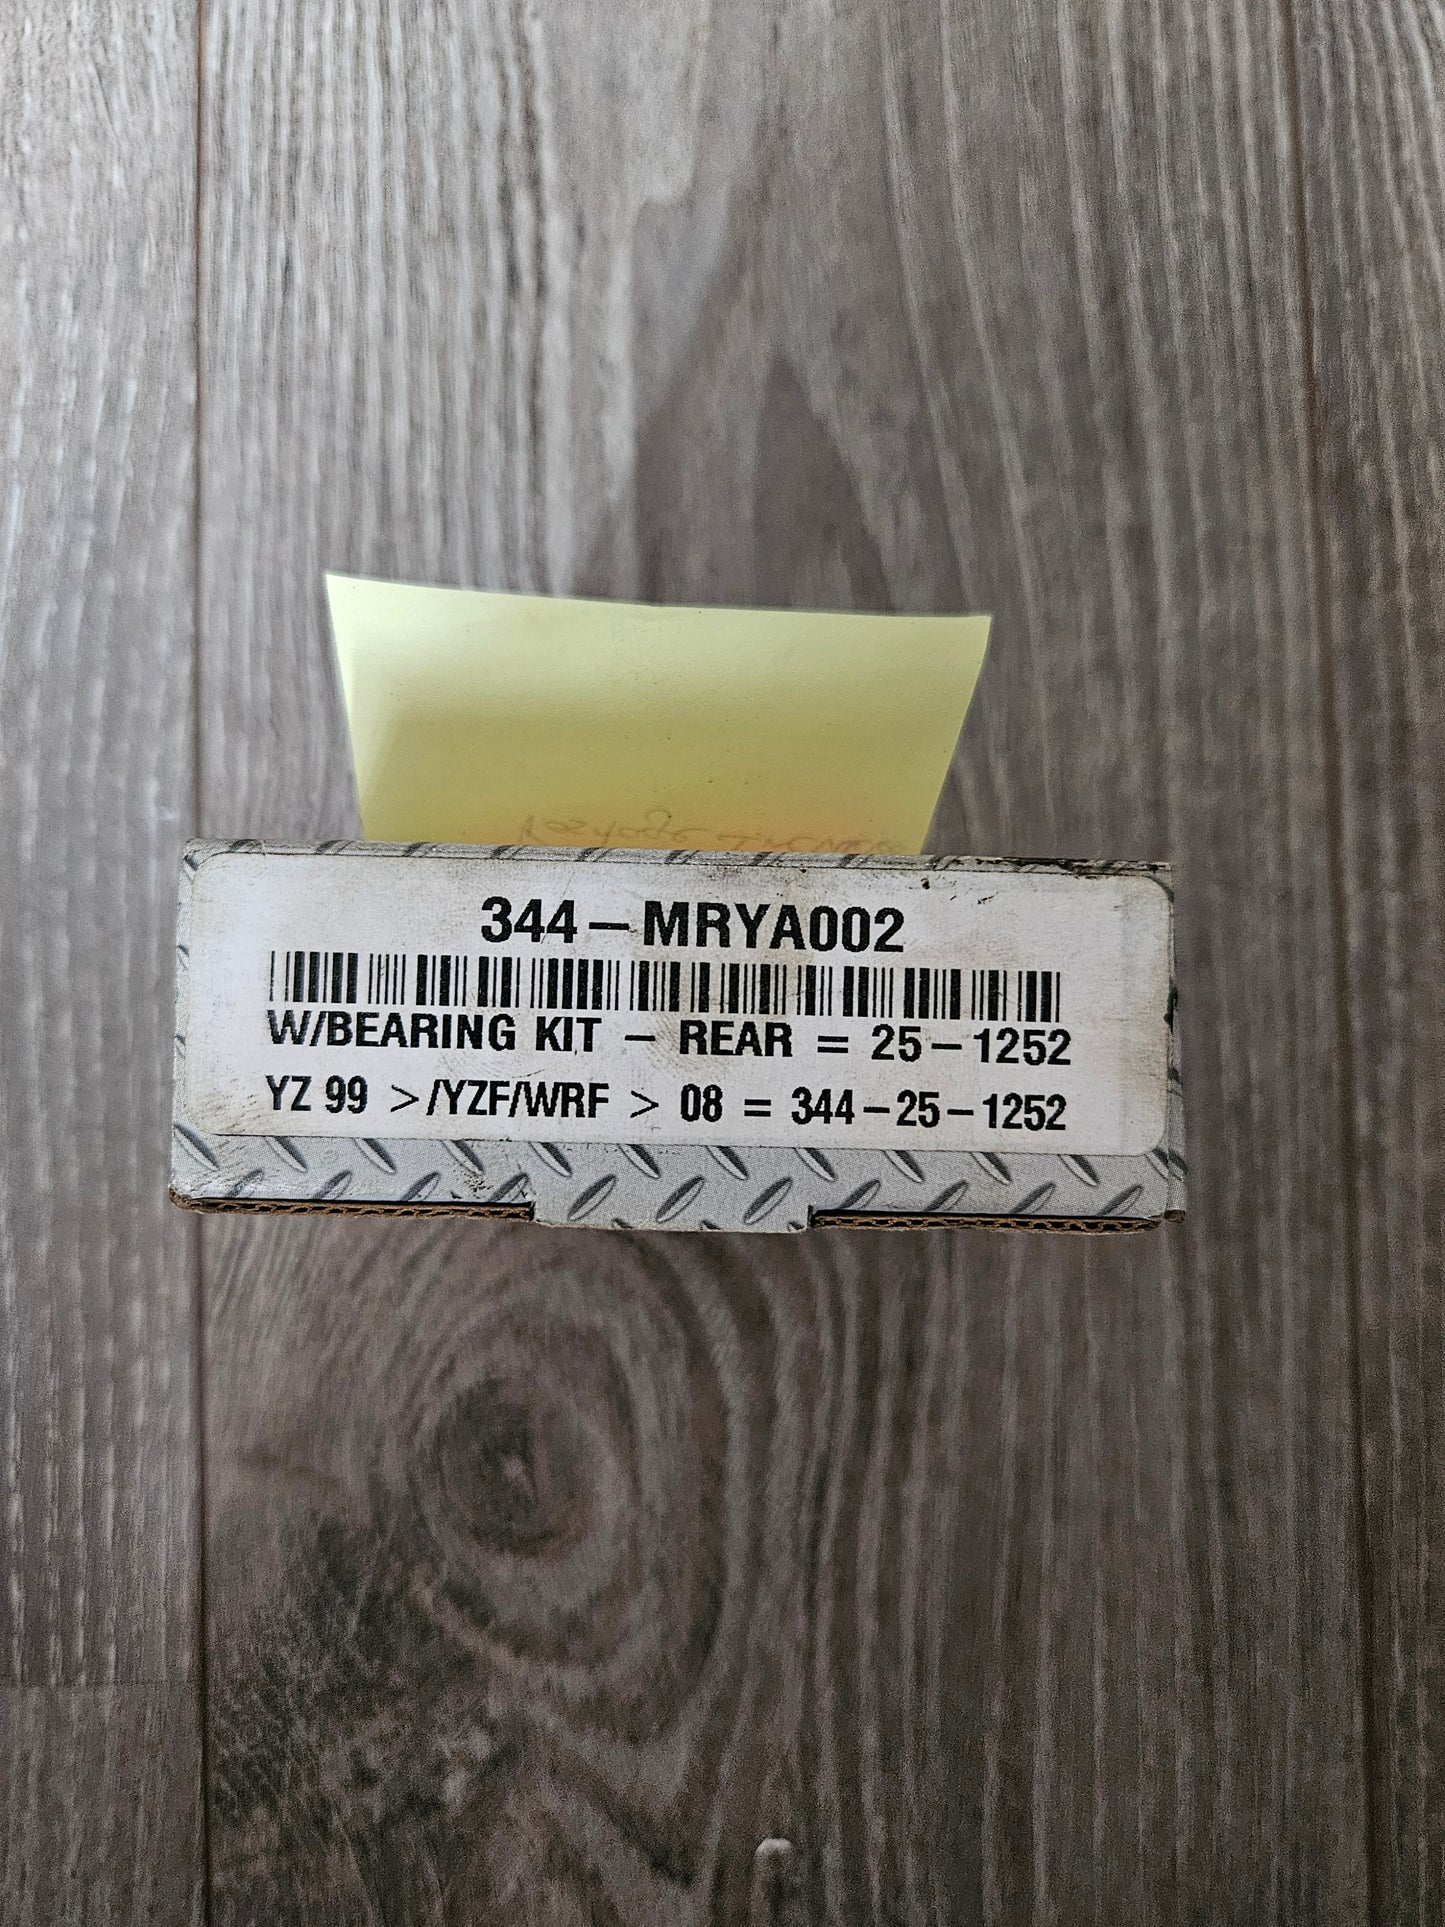 344-MRYA002
W/BEARING KIT - REAR = 25-1252
YZ 99 >/YZF/WRF > 08 = 344-25-1252